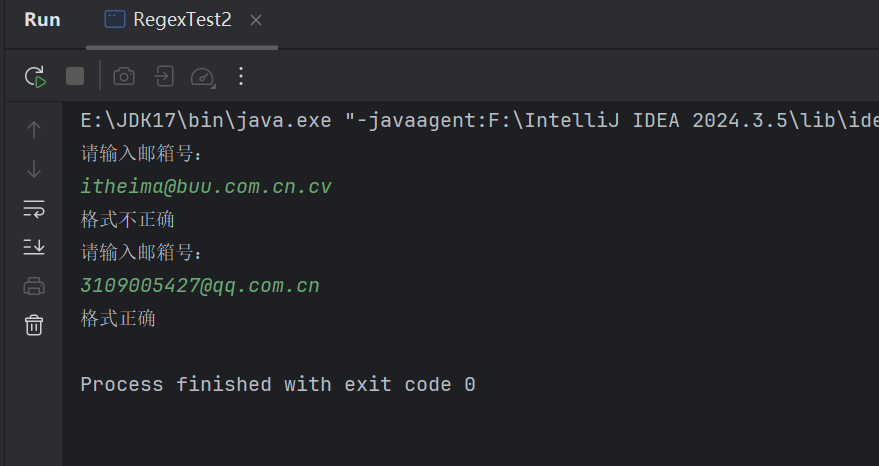 Run
RegexTest2
E:\JDK17\bin\java.exe "-javaagent:F:\IntelliJ IDEA 2024.3.5\lib\ide
请输入邮箱号：
itheima@buu.com.cn.cv
格式不正确
请输入邮箱号：
3109005427@qq.com.cn
格式正确
Process finished with exit code 0